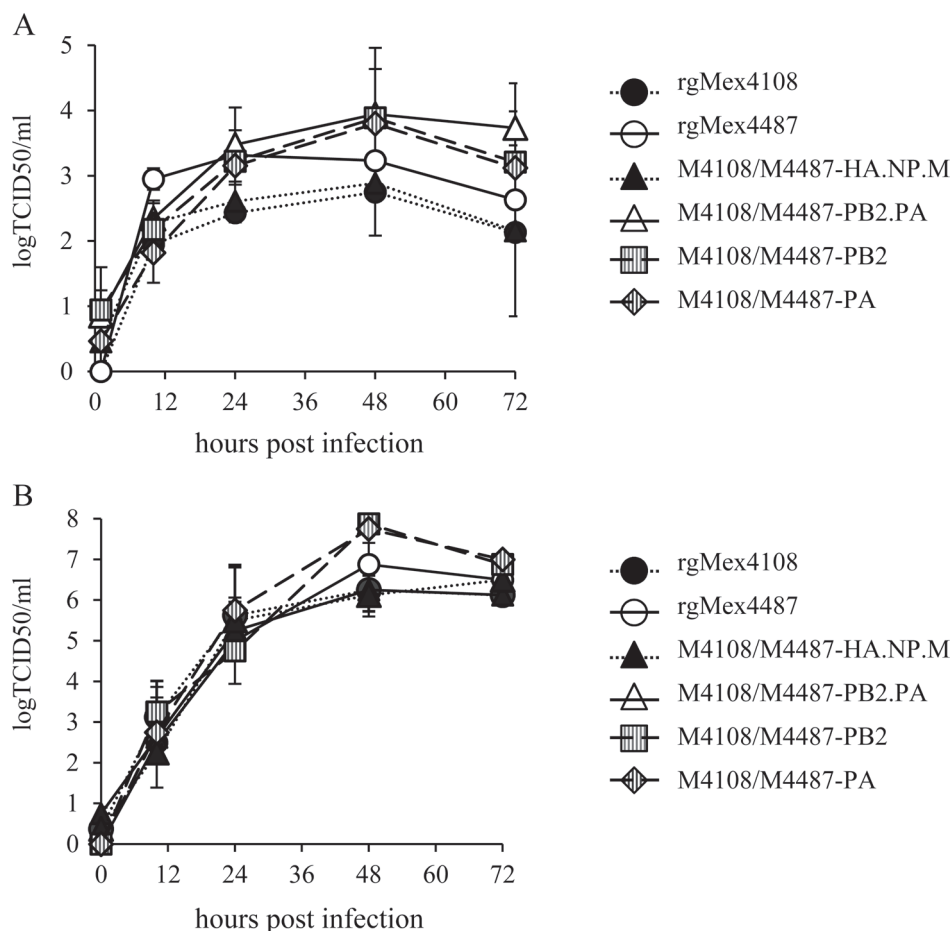 A
5
4
3
2
1
0
logTCID50/ml
0 12 24 36 48 60 72
hours post infection
rgMex4108
rgMex4487
M4108/M4487-HA.NP.M
M4108/M4487-PB2.PA
M4108/M4487-PB2
M4108/M4487-PA
B
8
7
6
5
4
3
2
1
0
logTCID50/ml
0 12 24 36 48 60 72
hours post infection
rgMex4108
rgMex4487
M4108/M4487-HA.NP.M
M4108/M4487-PB2.PA
M4108/M4487-PB2
M4108/M4487-PA